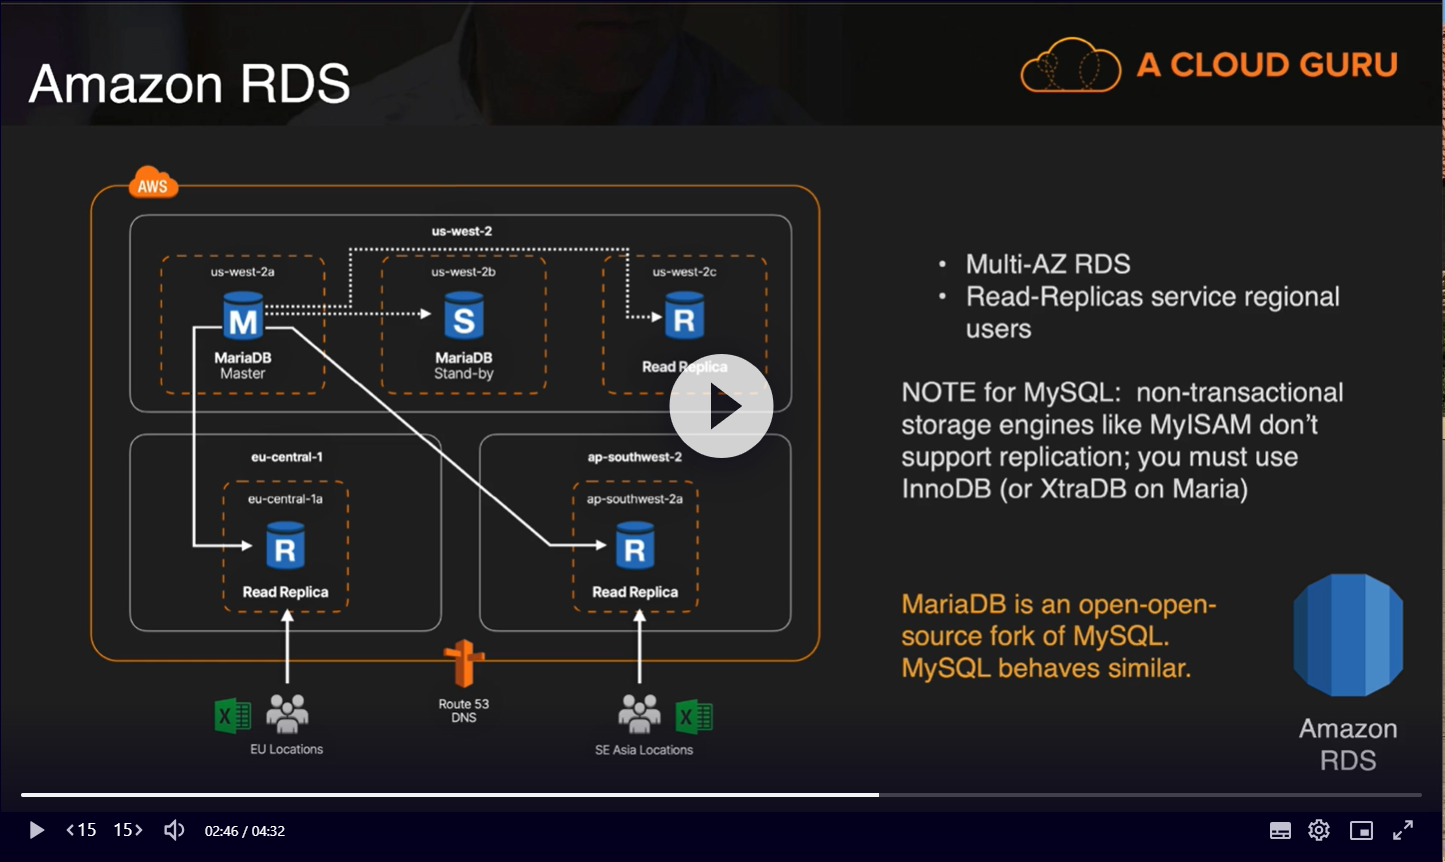 Amazon RDS
A CLOUD GURU
AWS
us-west-2
us-west-2a
us-west-2b
us-west-2c
M
S
R
MariaDB
Master
MariaDB
Stand-by
Read Replica
eu-central-1
ap-southwest-2
eu-central-1a
ap-southwest-2a
R
R
Read Replica
Read Replica
Route 53
DNS
X
X
EU Locations
SE Asia Locations
• Multi-AZ RDS
• Read-Replicas service regional
users
NOTE for MySQL: non-transactional
storage engines like MyISAM don't
support replication; you must use
InnoDB (or XtraDB on Maria)
MariaDB is an open-open-
source fork of MySQL.
MySQL behaves similar.
Amazon
RDS
<15 15> 02:46 / 04:32